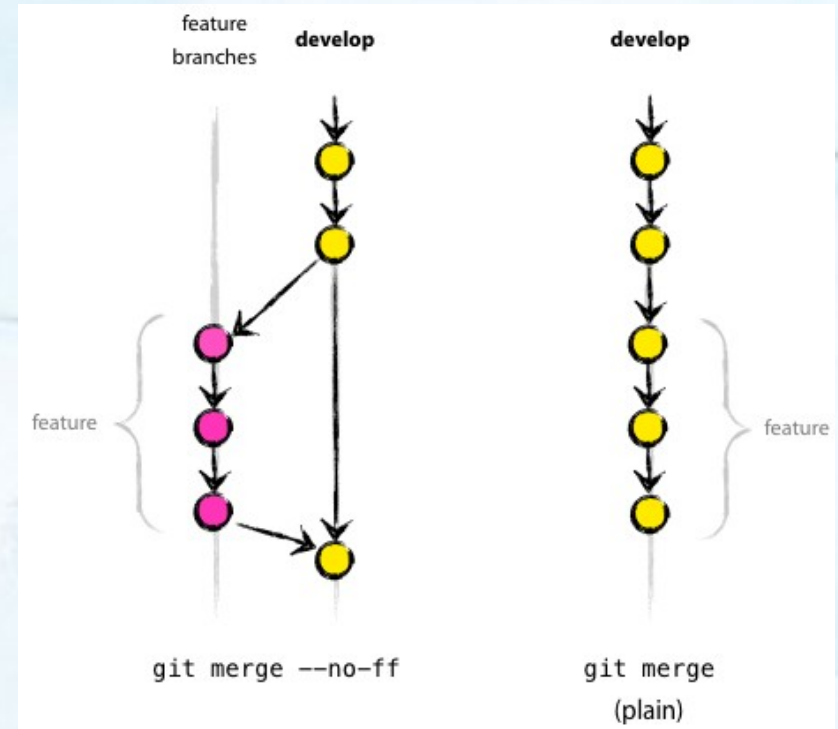 feature
branches
develop
develop
feature
feature
git merge --no-ff
git merge
(plain)